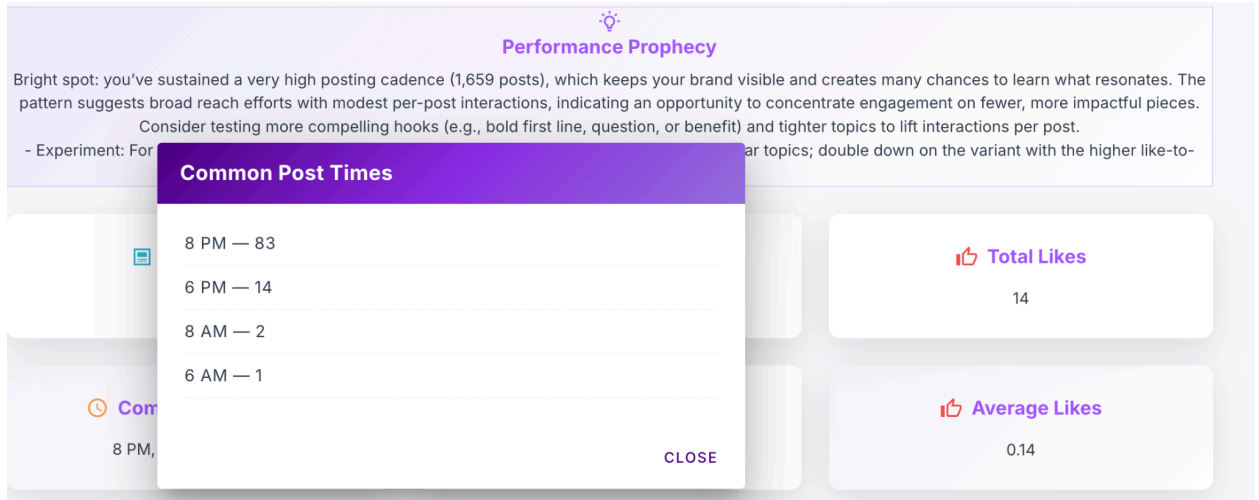 Performance Prophecy
Bright spot: you’ve sustained a very high posting cadence (1,659 posts), which keeps your brand visible and creates many chances to learn what resonates. The
pattern suggests broad reach efforts with modest per-post interactions, indicating an opportunity to concentrate engagement on fewer, more impactful pieces.
Consider testing more compelling hooks (e.g., bold first line, question, or benefit) and tighter topics to lift interactions per post.
- Experiment: For
ar topics; double down on the variant with the higher like-to-
Common Post Times
8 PM — 83
6 PM — 14
8 AM — 2
6 AM — 1
CLOSE
Total Likes
14
Com
8 PM,
Average Likes
0.14